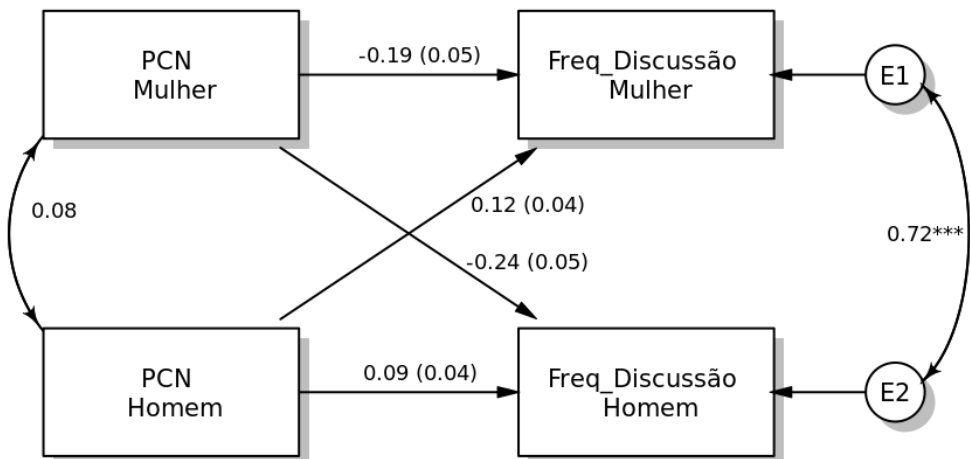 PCN
Mulher
-0.19 (0.05)
Freq_Discussão
Mulher
E1
0.08
0.12 (0.04)
-0.24 (0.05)
0.72***
PCN
Homem
0.09 (0.04)
Freq_Discussão
Homem
E2